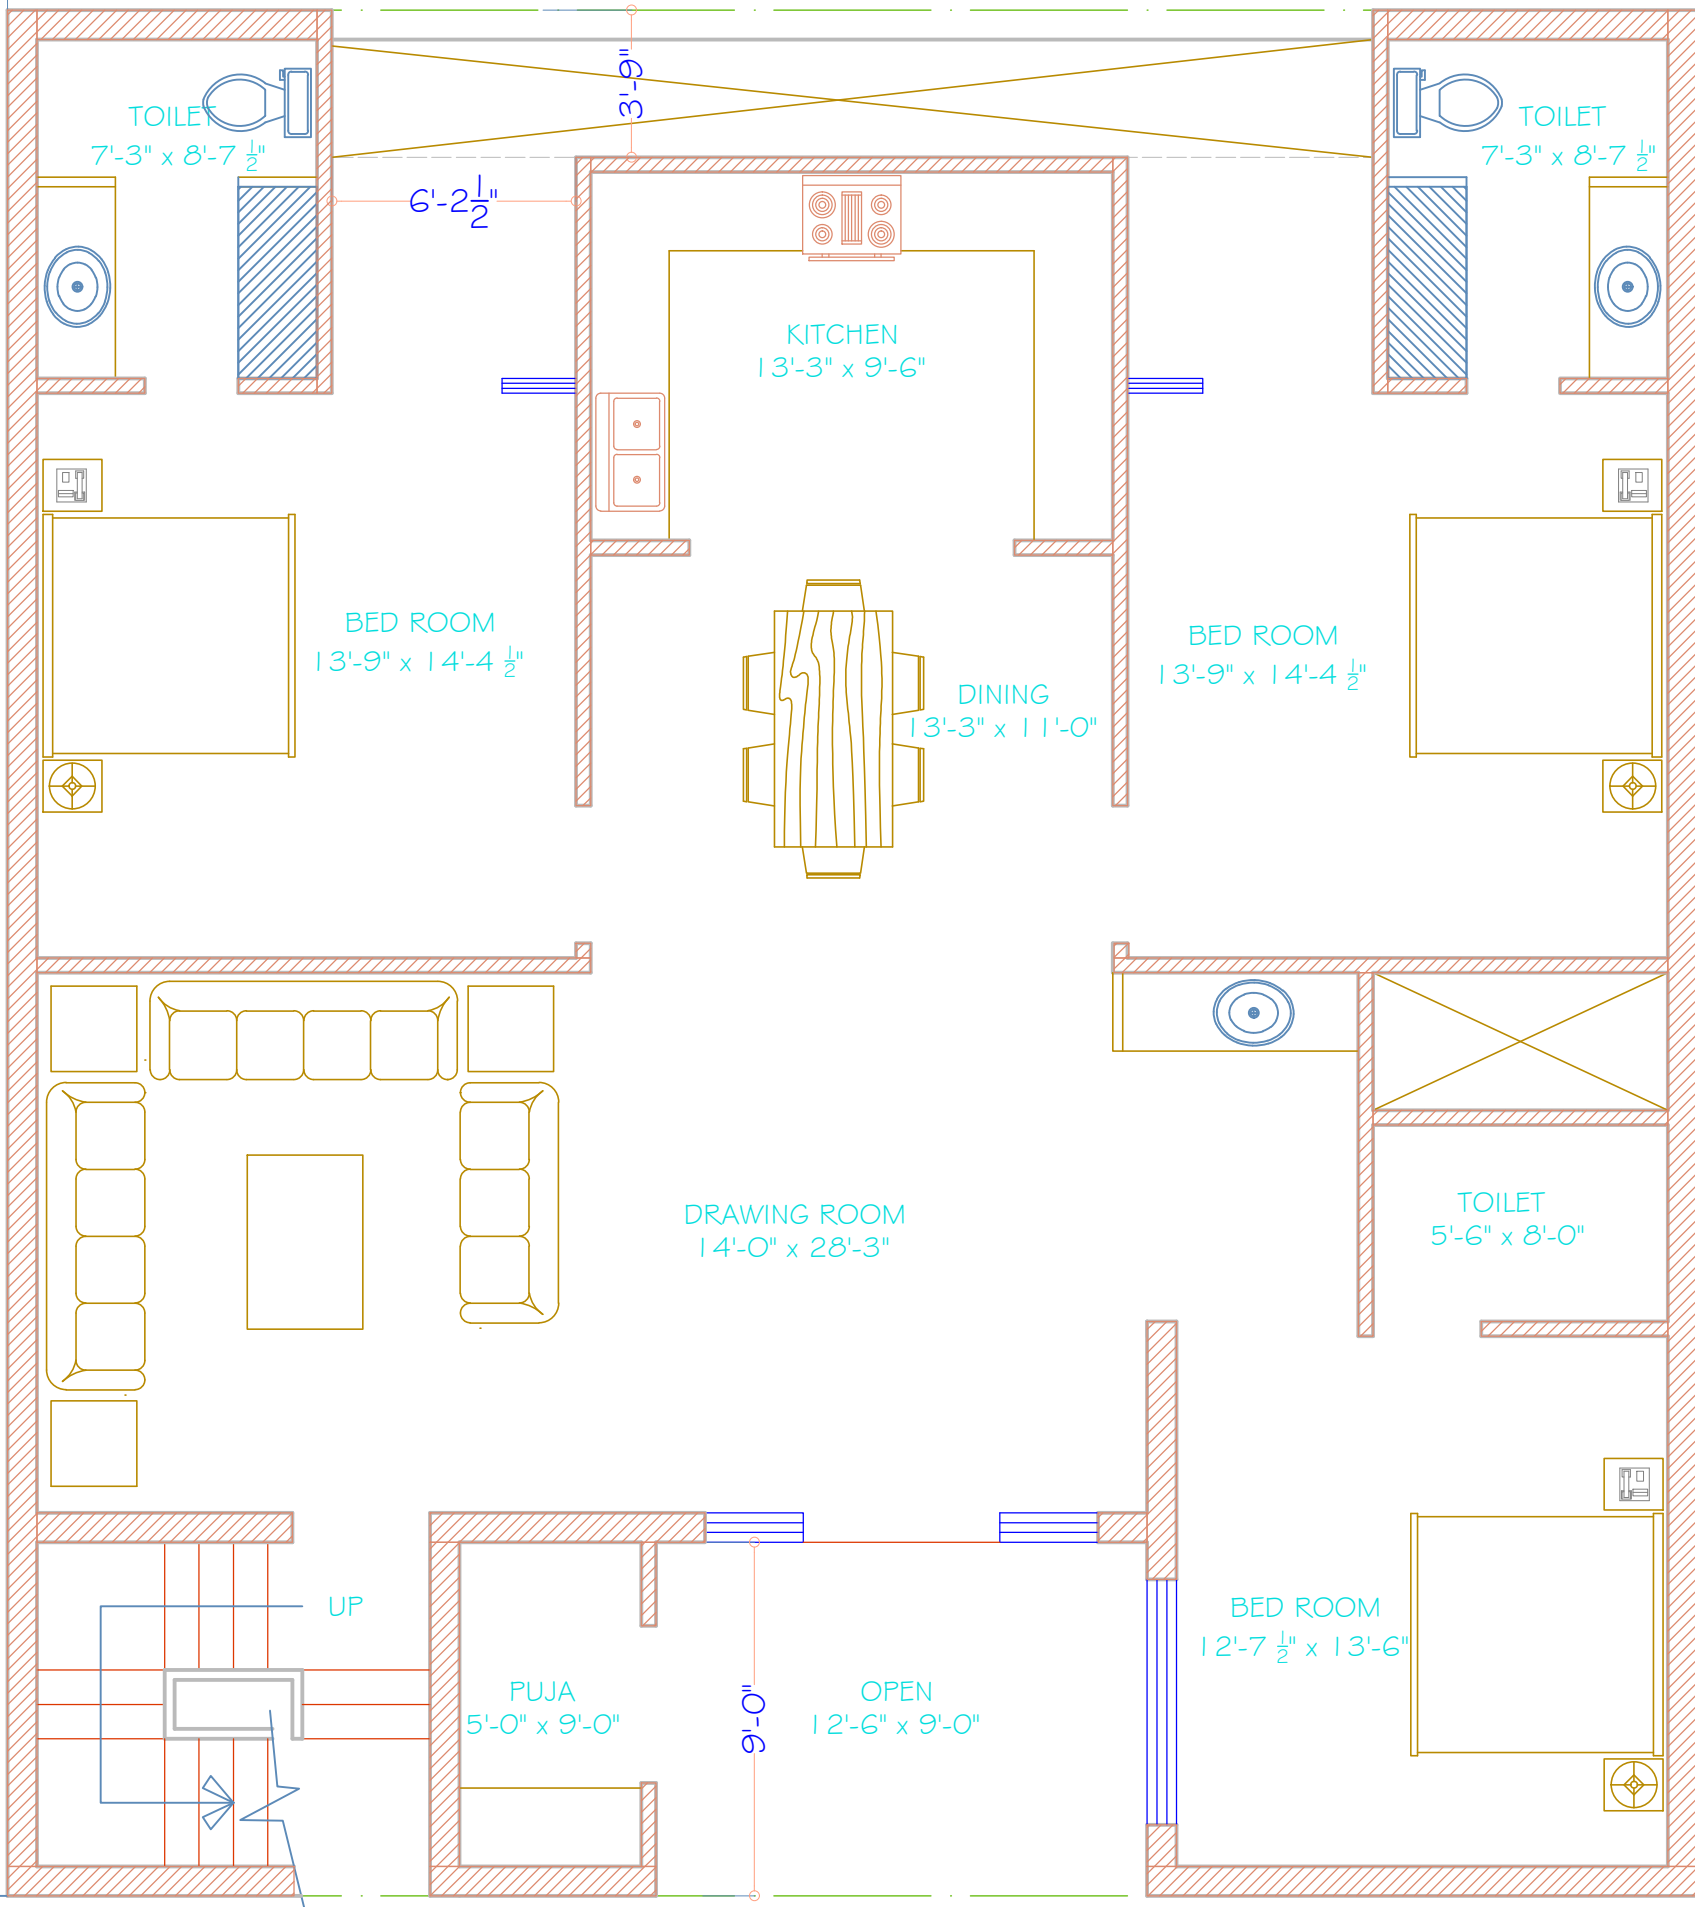 3'-9"
TOILET
7'-3" x 8'-7 1/2"
TOILET
7'-3" x 8'-7 1/2"
6'-2 1/2"
KITCHEN
13'-3" x 9'-6"
BED ROOM
13'-9" x 14'-4 1/2"
BED ROOM
13'-9" x 14'-4 1/2"
DINING
13'-3" x 11'-0"
DRAWING ROOM
14'-0" x 28'-3"
TOILET
5'-6" x 8'-0"
UP
BED ROOM
12'-7 1/2" x 13'-6"
PUJA
5'-0" x 9'-0"
9'-0"
OPEN
12'-6" x 9'-0"